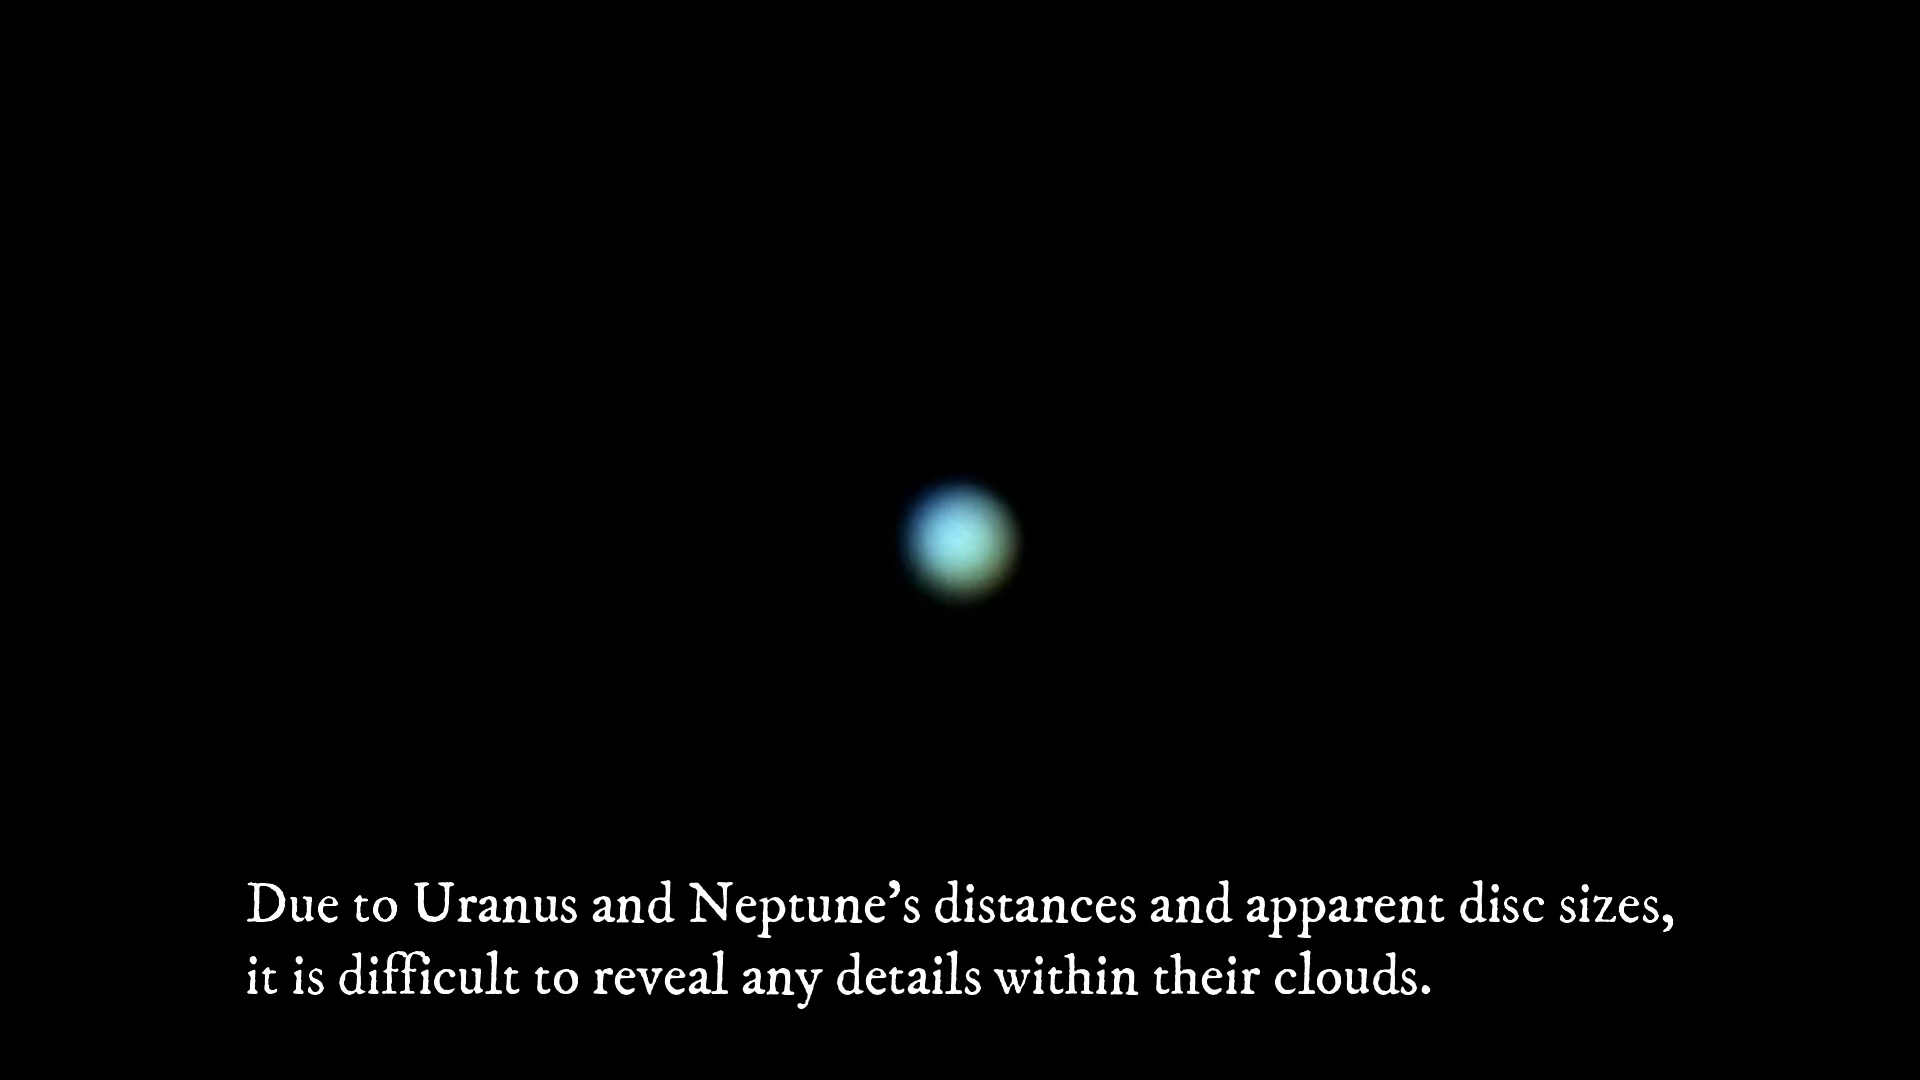 Due to Uranus and Neptune’s distances and apparent disc sizes,
it is difficult to reveal any details within their clouds.